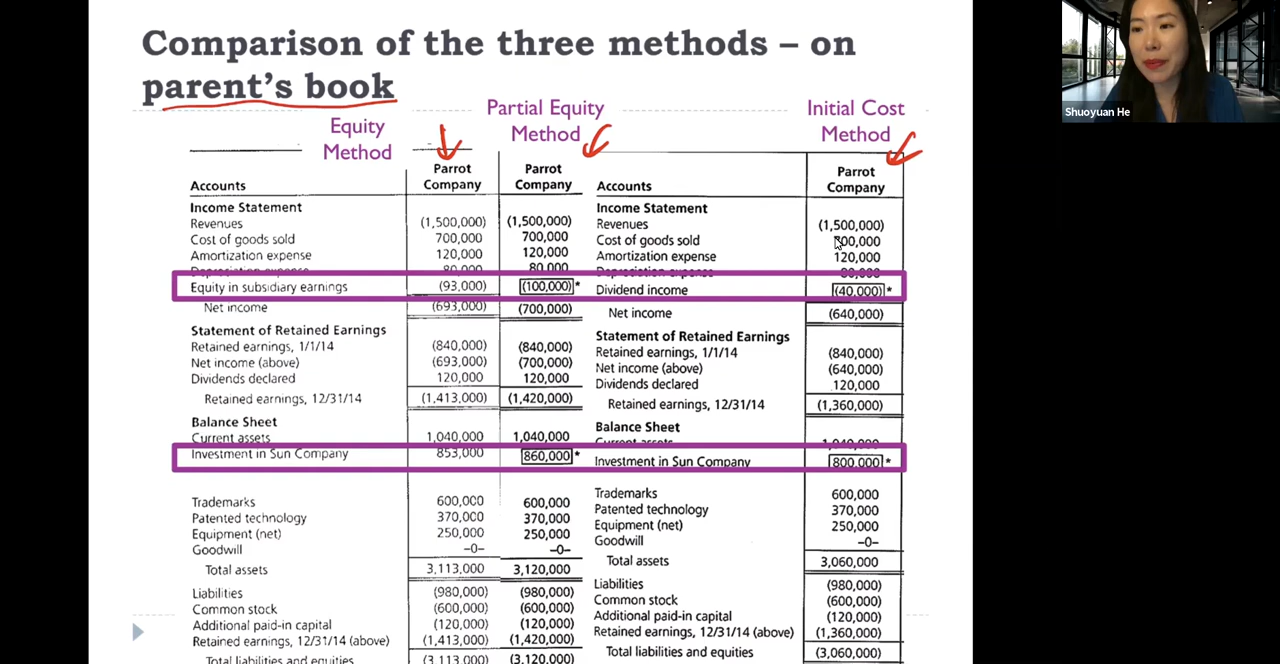 Comparison of the three methods – on
parent's book
Equity
Method
Partial Equity
Method
Initial Cost
Method
Shuoyuan He
Accounts Parrot Company Parrot Company Accounts Parrot Company
Income Statement Income Statement
Revenues (1,500,000) (1,500,000) Revenues (1,500,000)
Cost of goods sold 700,000 700,000 Cost of goods sold 700,000
Amortization expense 120,000 120,000 Amortization expense 120,000
Depreciation expense 80,000 80,000 Depreciation expense 80,000
Equity in subsidiary earnings (93,000) (100,000)* Dividend income (40,000)*
Net income (693,000) (700,000) Net income (640,000)
Statement of Retained Earnings Statement of Retained Earnings
Retained earnings, 1/1/14 (840,000) (840,000) Retained earnings, 1/1/14 (840,000)
Net income (above) (693,000) (700,000) Net income (above) (640,000)
Dividends declared 120,000 120,000 Dividends declared 120,000
Retained earnings, 12/31/14 (1,413,000) (1,420,000) Retained earnings, 12/31/14 (1,360,000)
Balance Sheet Balance Sheet
Current assets 1,040,000 1,040,000 Current assets 1,040,000
Investment in Sun Company 853,000 860,000* Investment in Sun Company 800,000*
Trademarks 600,000 600,000 Trademarks 600,000
Patented technology 370,000 370,000 Patented technology 370,000
Equipment (net) 250,000 250,000 Equipment (net) 250,000
Goodwill –0– –0– Goodwill –0–
Total assets 3,113,000 3,120,000 Total assets 3,060,000
Liabilities (980,000) (980,000) Liabilities (980,000)
Common stock (600,000) (600,000) Common stock (600,000)
Additional paid-in capital (120,000) (120,000) Additional paid-in capital (120,000)
Retained earnings, 12/31/14 (above) (1,413,000) (1,420,000) Retained earnings, 12/31/14 (above) (1,360,000)
Total liabilities and equities (3,113,000) (3,120,000) Total liabilities and equities (3,060,000)